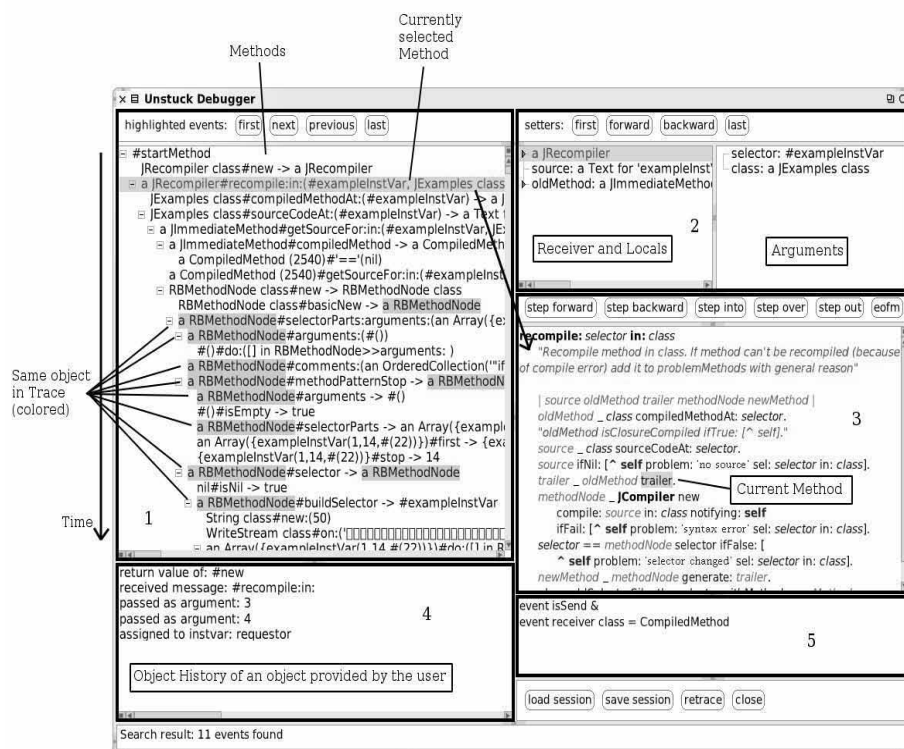 Currently
selected
Method
Methods
Unstuck Debugger
highlighted events: first next previous last
#startMethod
JRecompiler class#new -> a JRecompiler
a JRecompiler#recompile:in:(#exampleInstVar, JExamples class
JExamples class#compiledMethodAt:(#exampleInstVar) -> a J
JExamples class#sourceCodeAt:(#exampleInstVar) -> a Text
a JImmediateMethod#getSourceFor:in:(#exampleInstVar, JE
a JImmediateMethod#compiledMethod -> a CompiledMeth
a CompiledMethod (2540)#'=='(nil)
a CompiledMethod (2540)#getSourceFor:in:(#exampleInst
RBMethodNode class#new -> RBMethodNode class
RBMethodNode class#basicNew -> a RBMethodNode
a RBMethodNode#selectorParts:arguments:(an Array({ex
a RBMethodNode#arguments:(#())
#()#do:([] in RBMethodNode>>arguments: )
a RBMethodNode#comments:(an OrderedCollection('"if
a RBMethodNode#methodPatternStop -> a RBMethodN
a RBMethodNode#arguments -> #()
#()#isEmpty -> true
a RBMethodNode#selectorParts -> an Array({exampleIns
an Array({exampleInstVar(1,14,#(22))})#first -> {exa
{exampleInstVar(1,14,#(22))}#stop -> 14
a RBMethodNode#selector -> a RBMethodNode
nil#isNil -> true
a RBMethodNode#buildSelector -> #exampleInstVar
String class#new:(50)
WriteStream class#on:('
an Array({exampleInstVar(1,14,#(22))})#do:([] in R
1
Same object
in Trace
(colored)
Time
return value of: #new
received message: #recompile:in:
passed as argument: 3
passed as argument: 4
assigned to instvar: requestor
4
Object History of an object provided by the user
Search result: 11 events found
setters: first forward backward last
a JRecompiler
source: a Text for 'exampleInst
oldMethod: a JImmediateMetho
2
Receiver and Locals
selector: #exampleInstVar
class: a JExamples class
Arguments
step forward step backward step into step over step out eofm
recompile: selector in: class
"Recompile method in class. If method can't be recompiled (because
of compile error) add it to problemMethods with general reason"
| source oldMethod trailer methodNode newMethod |
oldMethod _ class compiledMethodAt: selector.
"oldMethod isClosureCompiled ifTrue: [^ self]."
source _ class sourceCodeAt: selector.
source ifNil: [^ self problem: 'no source' sel: selector in: class].
trailer _ oldMethod trailer.
methodNode _ JCompiler new
compile: source in: class notifying: self
ifFail: [^ self problem: 'syntax error' sel: selector in: class].
selector == methodNode selector ifFalse: [
^ self problem: 'selector changed' sel: selector in: class].
newMethod _ methodNode generate: trailer.
3
Current Method
event isSend &
event receiver class = CompiledMethod
5
load session save session retrace close